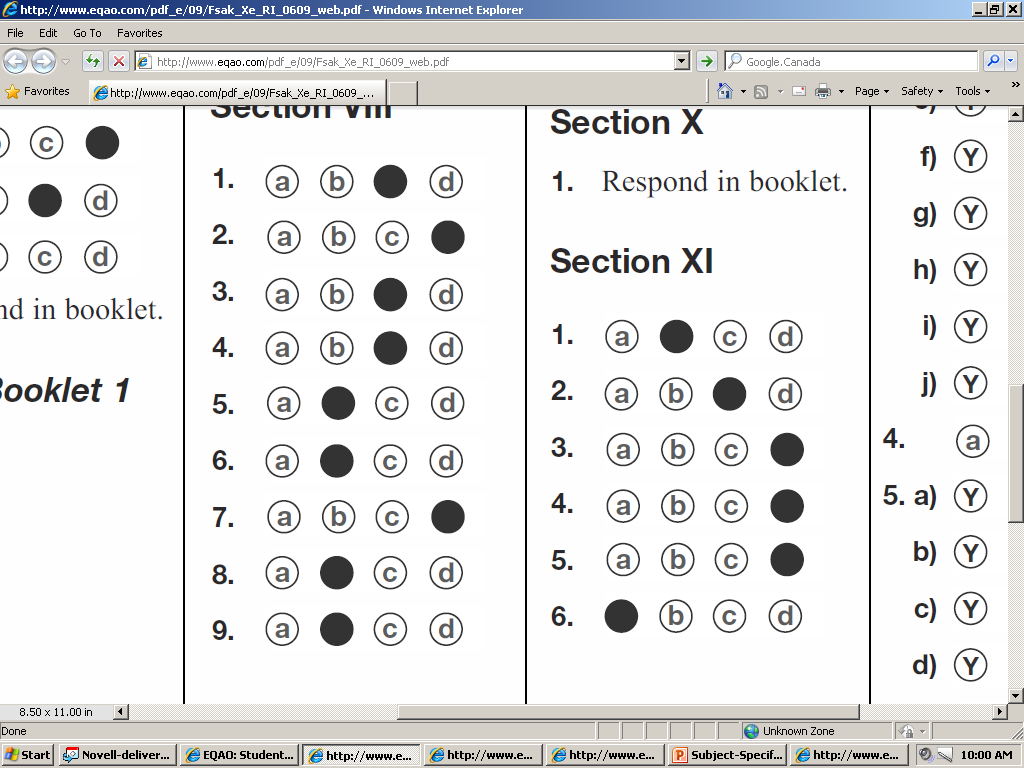 http://www.eqao.com/pdf_e/09/Fsak_Xe_RI_0609_web.pdf - Windows Internet Explorer
File Edit Go To Favorites
http://www.eqao.com/pdf_e/09/Fsak_Xe_RI_0609_web.pdf
Google.Canada
Favorites
http://www.eqao.com/pdf_e/09/Fsak_Xe_RI_0609_...
Page Safety Tools »
c
d
c d
in booklet.
Booklet 1
Section VIII
1. a b d
2. a b c
3. a b d
4. a b d
5. a c d
6. a c d
7. a b c
8. a c d
9. a c d
Section X
1. Respond in booklet.
Section XI
1. a c d
2. a b d
3. a b c
4. a b c
5. a b c
6. b c d
f) Y
g) Y
h) Y
i) Y
j) Y
4. a
5. a) Y
b) Y
c) Y
d) Y
8.50 x 11.00 in
Done
Unknown Zone
Start
Novell-deliver...
EQAO: Student...
http://www.e...
http://www.e...
http://www.e...
Subject-Specif...
http://www.e...
10:00 AM